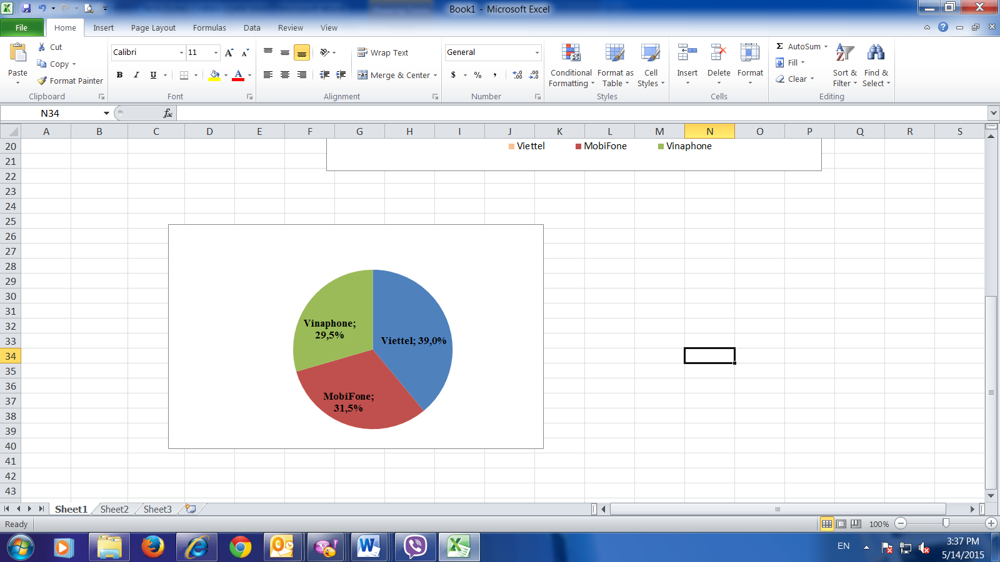 Book1 - Microsoft Excel
File Home Insert Page Layout Formulas Data Review View
Paste
Cut
Copy
Format Painter
Clipboard
Calibri 11
B I U A
Font
Wrap Text
Merge & Center
Alignment
General
$ % ,
Number
Conditional Formatting
Format as Table
Cell Styles
Styles
Insert Delete Format
Cells
Σ AutoSum
Fill
Clear
Sort & Filter
Find & Select
Editing
N34 fx
A B C D E F G H I J K L M N O P Q R S
20
21
22
23
24
25
26
27
28
29
30
31
32
33
34
35
36
37
38
39
40
41
42
43
Viettel MobiFone Vinaphone
Vinaphone;
29,5%
Viettel; 39,0%
MobiFone;
31,5%
Sheet1 Sheet2 Sheet3
Ready 100%
EN 3:37 PM
5/14/2015